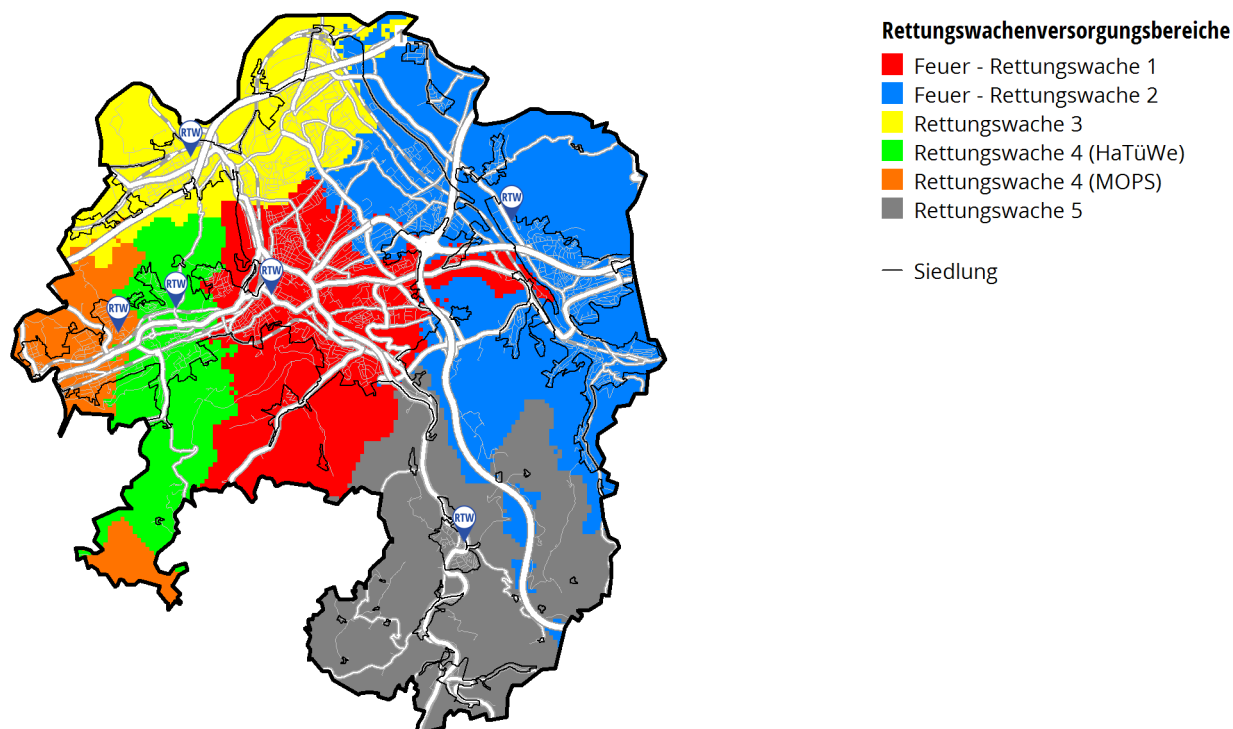 RTW
RTW
RTW
RTW
RTW
RTW
Rettungswachenversorgungsbereiche
Feuer - Rettungswache 1
Feuer - Rettungswache 2
Rettungswache 3
Rettungswache 4 (HaTüWe)
Rettungswache 4 (MOPS)
Rettungswache 5
Siedlung